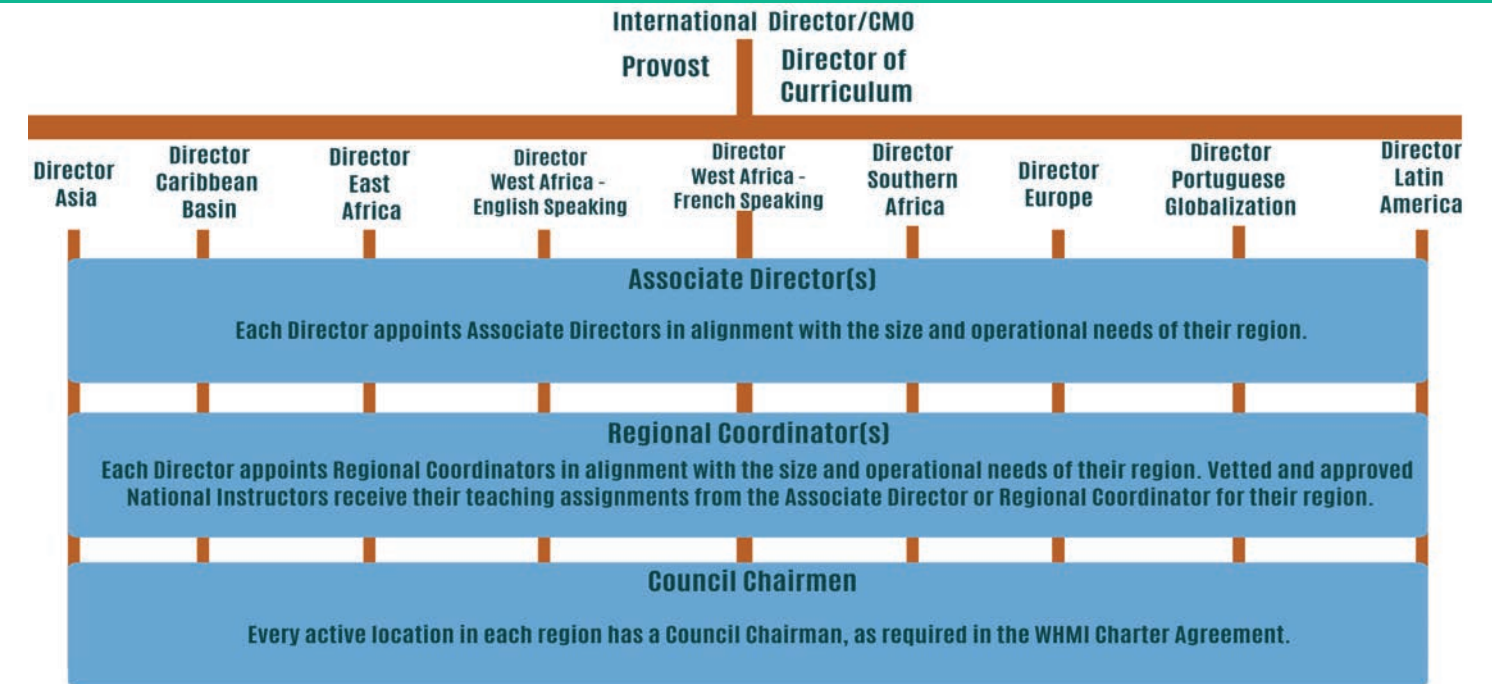 International Director/CMO
Provost
Director of
Curriculum
Director
Asia
Director
Caribbean
Basin
Director
East
Africa
Director
West Africa -
English Speaking
Director
West Africa -
French Speaking
Director
Southern
Africa
Director
Europe
Director
Portuguese
Globalization
Director
Latin
America
Associate Director(s)
Each Director appoints Associate Directors in alignment with the size and operational needs of their region.
Regional Coordinator(s)
Each Director appoints Regional Coordinators in alignment with the size and operational needs of their region. Vetted and approved
National Instructors receive their teaching assignments from the Associate Director or Regional Coordinator for their region.
Council Chairmen
Every active location in each region has a Council Chairman, as required in the WHMI Charter Agreement.